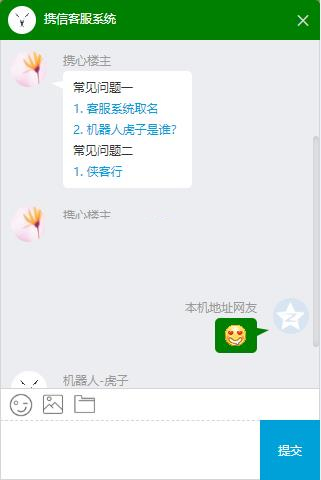 携信客服系统
携心楼主
常见问题一
1. 客服系统取名
2. 机器人虎子是谁?
常见问题二
1. 侠客行
携心楼主
本机地址网友
机器人-虎子
提交